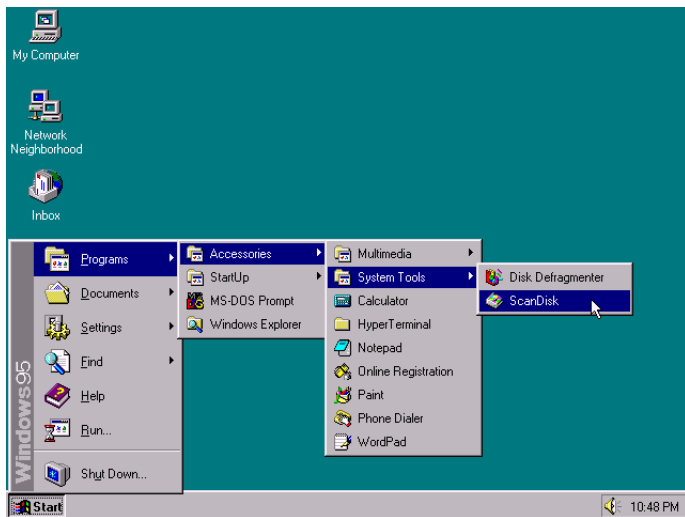 My Computer
Network
Neighborhood
Inbox
Windows95
Programs
Documents
Settings
Find
Help
Run...
Shut Down...
Accessories
StartUp
MS-DOS Prompt
Windows Explorer
Multimedia
System Tools
Calculator
HyperTerminal
Notepad
Online Registration
Paint
Phone Dialer
WordPad
Disk Defragmenter
ScanDisk
Start
10:48 PM